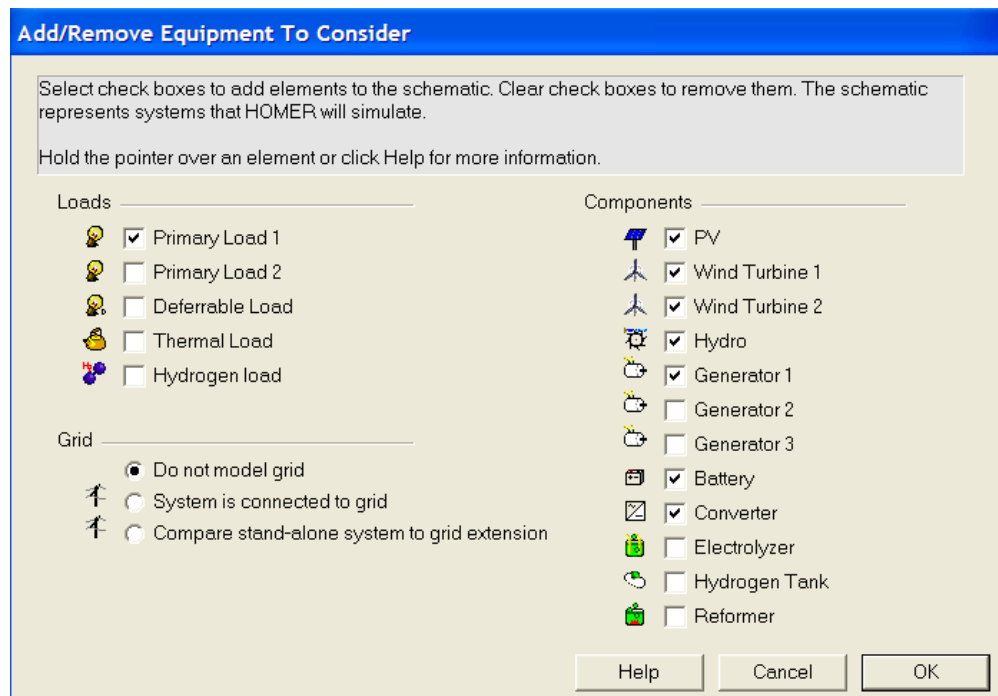 Add/Remove Equipment To Consider
Select check boxes to add elements to the schematic. Clear check boxes to remove them. The schematic
represents systems that HOMER will simulate.
Hold the pointer over an element or click Help for more information.
Loads
Primary Load 1
Primary Load 2
Deferrable Load
Thermal Load
Hydrogen load
Grid
Do not model grid
System is connected to grid
Compare stand-alone system to grid extension
Components
PV
Wind Turbine 1
Wind Turbine 2
Hydro
Generator 1
Generator 2
Generator 3
Battery
Converter
Electrolyzer
Hydrogen Tank
Reformer
Help
Cancel
OK